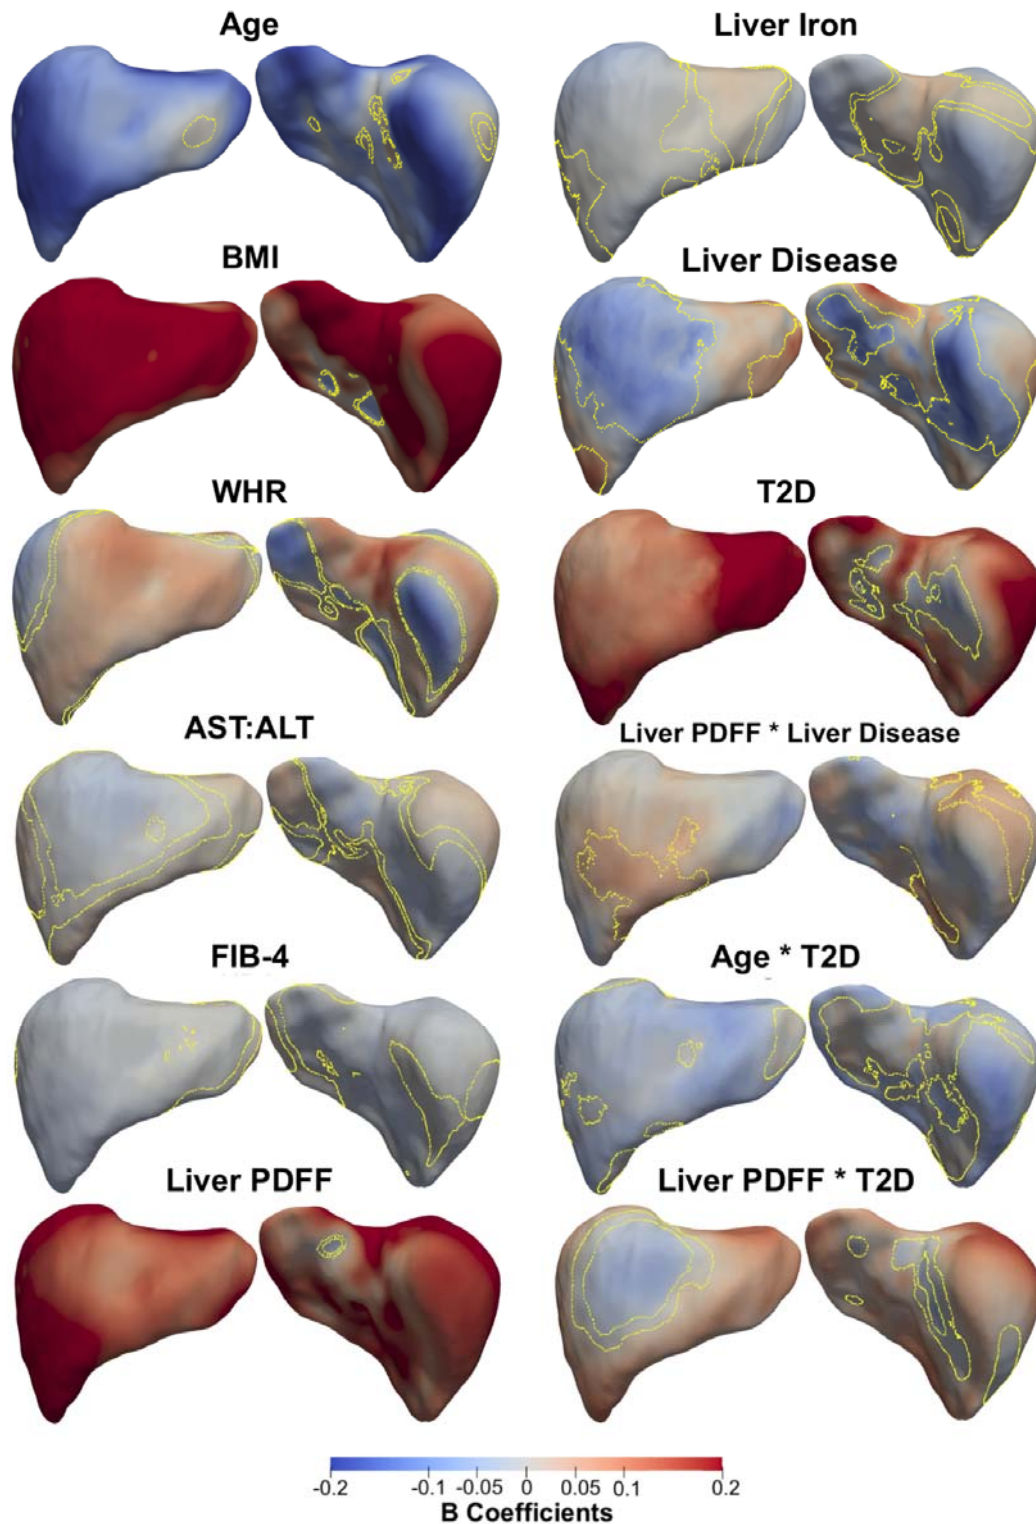 Age
Liver Iron
BMI
Liver Disease
WHR
T2D
AST:ALT
Liver PDFF * Liver Disease
FIB-4
Age * T2D
Liver PDFF
Liver PDFF * T2D
-0.2 -0.1 -0.05 0 0.05 0.1 0.2
B Coefficients